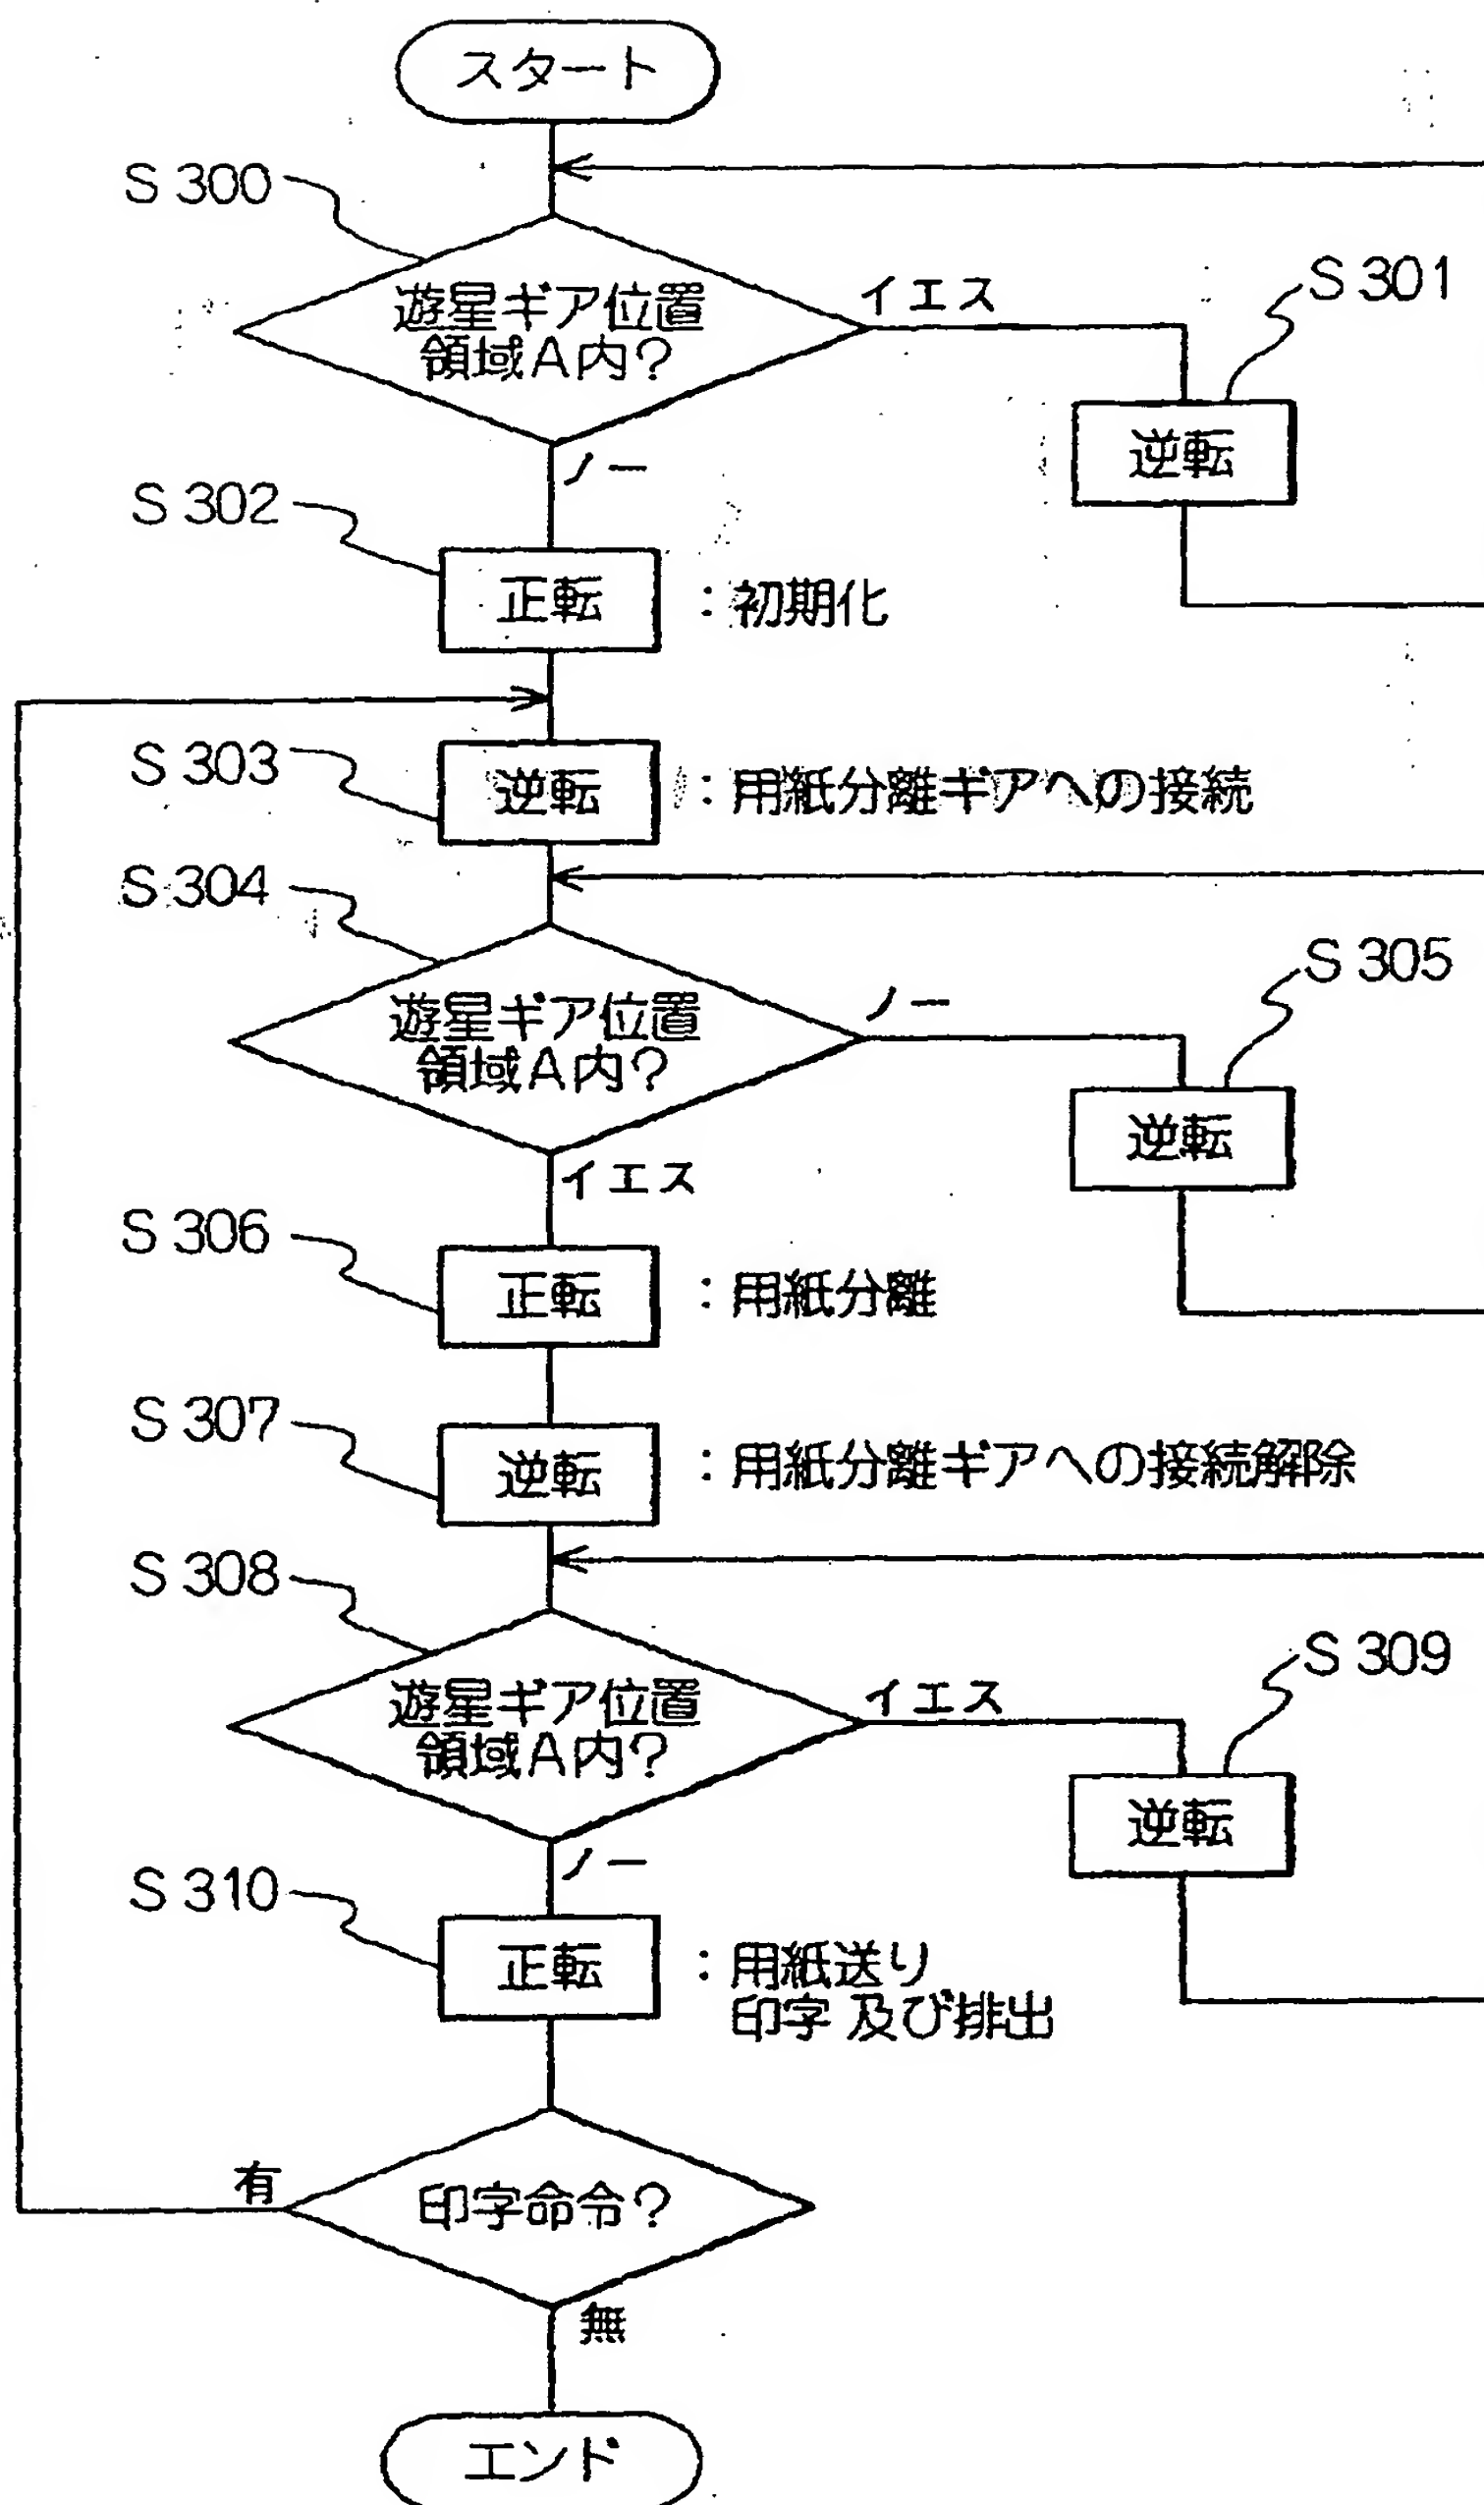 スタート
S 300
遊星ギア位置
領域A内?
イエス
S 301
逆転
ノー
S 302
正転
:初期化
S 303
逆転
:用紙分離ギアへの接続
S 304
遊星ギア位置
領域A内?
ノー
S 305
逆転
イエス
S 306
正転
:用紙分離
S 307
逆転
:用紙分離ギアへの接続解除
S 308
遊星ギア位置
領域A内?
イエス
S 309
逆転
ノー
S 310
正転
:用紙送り
印字 及び排出
有
印字命令?
無
エンド